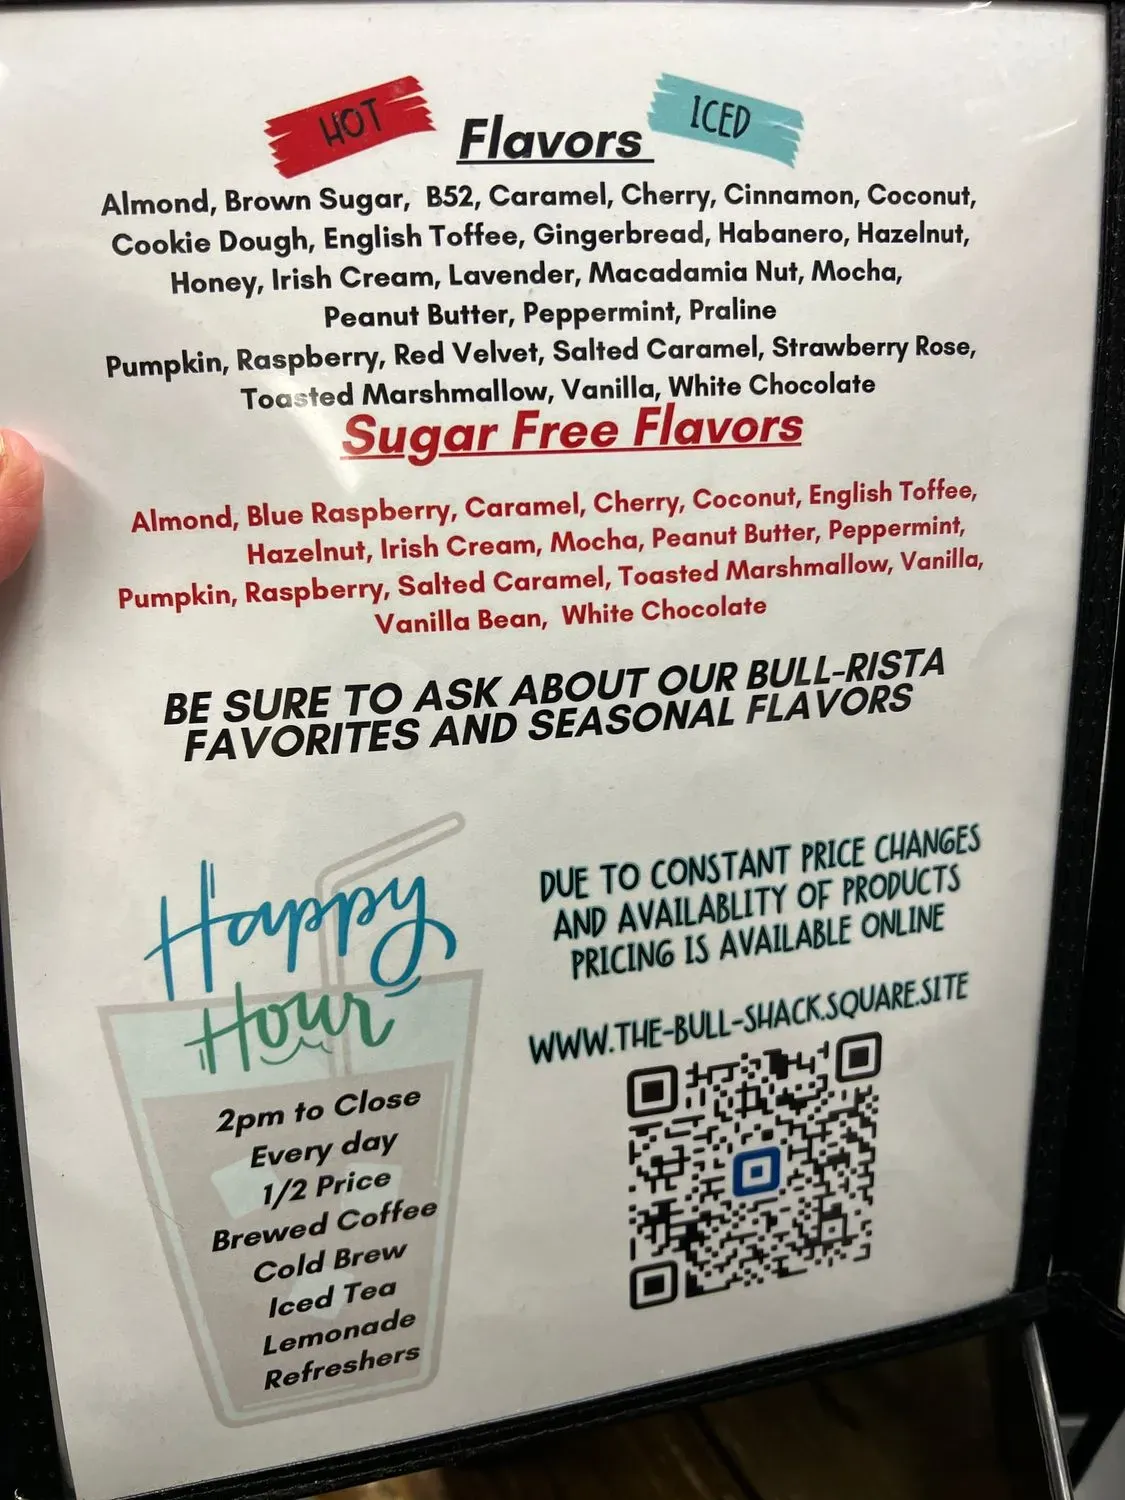 HOT
Flavors
ICED
Almond, Brown Sugar, B52, Caramel, Cherry, Cinnamon, Coconut,
Cookie Dough, English Toffee, Gingerbread, Habanero, Hazelnut,
Honey, Irish Cream, Lavender, Macadamia Nut, Mocha,
Peanut Butter, Peppermint, Praline
Pumpkin, Raspberry, Red Velvet, Salted Caramel, Strawberry Rose,
Toasted Marshmallow, Vanilla, White Chocolate
Sugar Free Flavors
Almond, Blue Raspberry, Caramel, Cherry, Coconut, English Toffee,
Hazelnut, Irish Cream, Mocha, Peanut Butter, Peppermint,
Pumpkin, Raspberry, Salted Caramel, Toasted Marshmallow, Vanilla,
Vanilla Bean, White Chocolate
BE SURE TO ASK ABOUT OUR BULL-RISTA
FAVORITES AND SEASONAL FLAVORS
Happy
Hour
2pm to Close
Every day
1/2 Price
Brewed Coffee
Cold Brew
Iced Tea
Lemonade
Refreshers
DUE TO CONSTANT PRICE CHANGES
AND AVAILABLITY OF PRODUCTS
PRICING IS AVAILABLE ONLINE
WWW.THE-BULL-SHACK.SQUARE.SITE